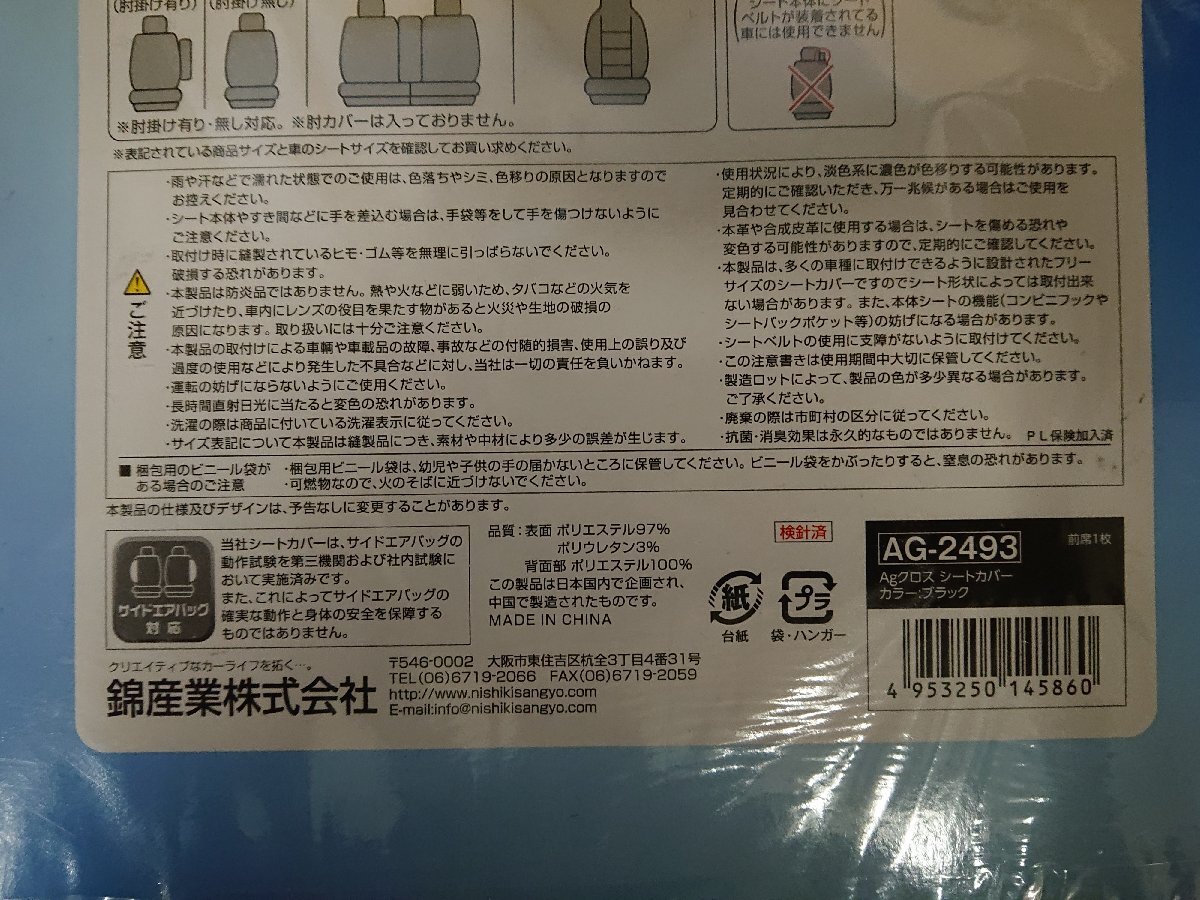 (肘掛け有り) (肘掛け無し)
シート本体にシート
ベルトが装着されてる
車には使用できません)
※肘掛け有り・無し対応。※肘カバーは入っておりません。
※表記されている商品サイズと車のシートサイズを確認してお買い求めください。
ご注意
・雨や汗などで濡れた状態でのご使用は、色落ちやシミ、色移りの原因となりますので
お控えください。
・シート本体やすき間などに手を差込む場合は、手袋等をして手を傷つけないように
ご注意ください。
・取付け時に縫製されているヒモ・ゴム等を無理に引っぱらないでください。
破損する恐れがあります。
・本製品は防炎品ではありません。熱や火などに弱いため、タバコなどの火気を
近づけたり、車内にレンズの役目を果たす物があると火災や生地の破損の
原因になります。取り扱いには十分ご注意ください。
・本製品の取付けによる車輌や車載品の故障、事故などの付随的損害、使用上の誤り及び
過度の使用などにより発生した不具合などに対し、当社は一切の責任を負いかねます。
・運転の妨げにならないようにご使用ください。
・長時間直射日光に当たると変色の恐れがあります。
・洗濯の際は商品に付いている洗濯表示に従ってください。
・サイズ表記について本製品は縫製品につき、素材や中材により多少の誤差が生じます。
・使用状況により、淡色系に濃色が色移りする可能性があります。
定期的にご確認いただき、万一兆候がある場合はご使用を
見合わせてください。
・本革や合成皮革に使用する場合は、シートを傷める恐れや
変色する可能性がありますので、定期的にご確認してください。
・本製品は、多くの車種に取付けできるように設計されたフリー
サイズのシートカバーですのでシート形状によっては取付出来
ない場合があります。また、本体シートの機能(コンビニフックや
シートバックポケット等)の妨げになる場合があります。
・シートベルトの使用に支障がないように取付けてください。
・この注意書きは使用期間中大切に保管してください。
・製造ロットによって、製品の色が多少異なる場合があります。
ご了承ください。
・廃棄の際は市町村の区分に従ってください。
・抗菌・消臭効果は永久的なものではありません。 PL保険加入済
■ 梱包用のビニール袋が
ある場合のご注意
・梱包用ビニール袋は、幼児や子供の手の届かないところに保管してください。ビニール袋をかぶったりすると、窒息の恐れがあります。
・可燃物なので、火のそばに近づけないでください。
本製品の仕様及びデザインは、予告なしに変更することがあります。
サイドエアバッグ
対応
当社シートカバーは、サイドエアバッグの
動作試験を第三機関および社内試験に
おいて実施済みです。
また、これによってサイドエアバッグの
確実な動作と身体の安全を保障する
ものではありません。
品質:表面 ポリエステル97%
ポリウレタン3%
背面部 ポリエステル100%
この製品は日本国内で企画され、
中国で製造されたものです。
MADE IN CHINA
検針済
紙
台紙
プラ
袋・ハンガー
AG-2493 前席1枚
Agクロス シートカバー
カラー:ブラック
4 953250 145860
クリエイティブなカーライフを拓く…。
錦産業株式会社
〒546-0002 大阪市東住吉区杭全3丁目4番31号
TEL(06)6719-2066 FAX(06)6719-2059
http://www.nishikisangyo.com
E-mail:info@nishikisangyo.com